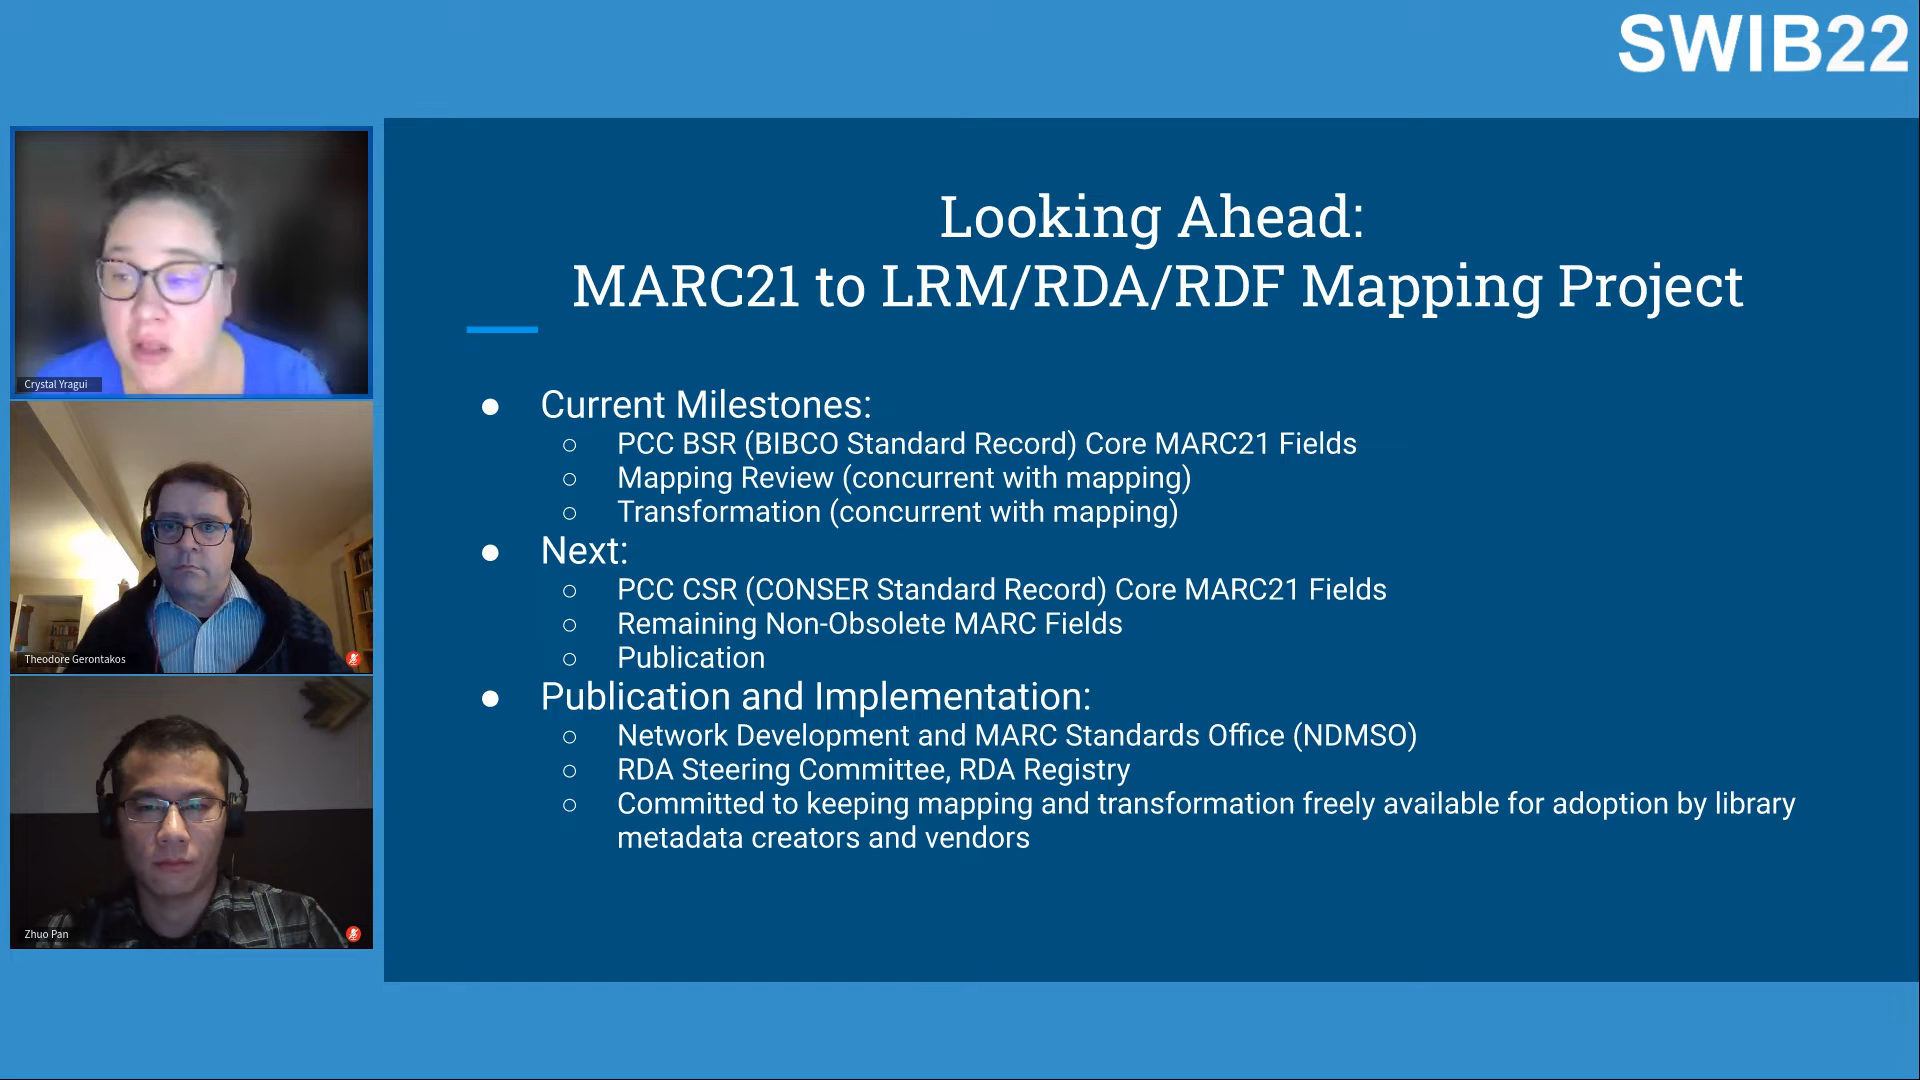 SWIB22
Looking Ahead:
MARC21 to LRM/RDA/RDF Mapping Project
● Current Milestones:
○ PCC BSR (BIBCO Standard Record) Core MARC21 Fields
○ Mapping Review (concurrent with mapping)
○ Transformation (concurrent with mapping)
● Next:
○ PCC CSR (CONSER Standard Record) Core MARC21 Fields
○ Remaining Non-Obsolete MARC Fields
○ Publication
● Publication and Implementation:
○ Network Development and MARC Standards Office (NDMSO)
○ RDA Steering Committee, RDA Registry
○ Committed to keeping mapping and transformation freely available for adoption by library
metadata creators and vendors
Crystal Yragui
Theodore Gerontakos
Zhuo Pan